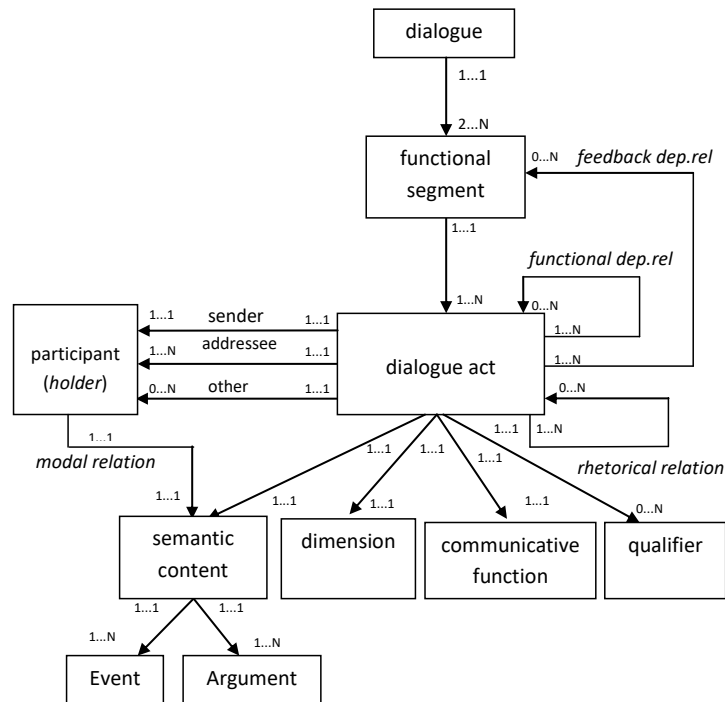 dialogue
1...1
2...N
functional
segment
0...N
feedback dep.rel
1...1
functional dep.rel
1...N
0...N
1...N
1...N
participant
(holder)
1...1
sender
1...1
1...N
addressee
1...1
0...N
other
1...1
dialogue act
0...N
1...1
1...N
rhetorical relation
1...1
modal relation
1...1
1...1
1...1
1...1
1...1
1...1
1...1
1...1
0...N
semantic
content
dimension
communicative
function
qualifier
1...1
1...1
1...N
1...N
Event
Argument